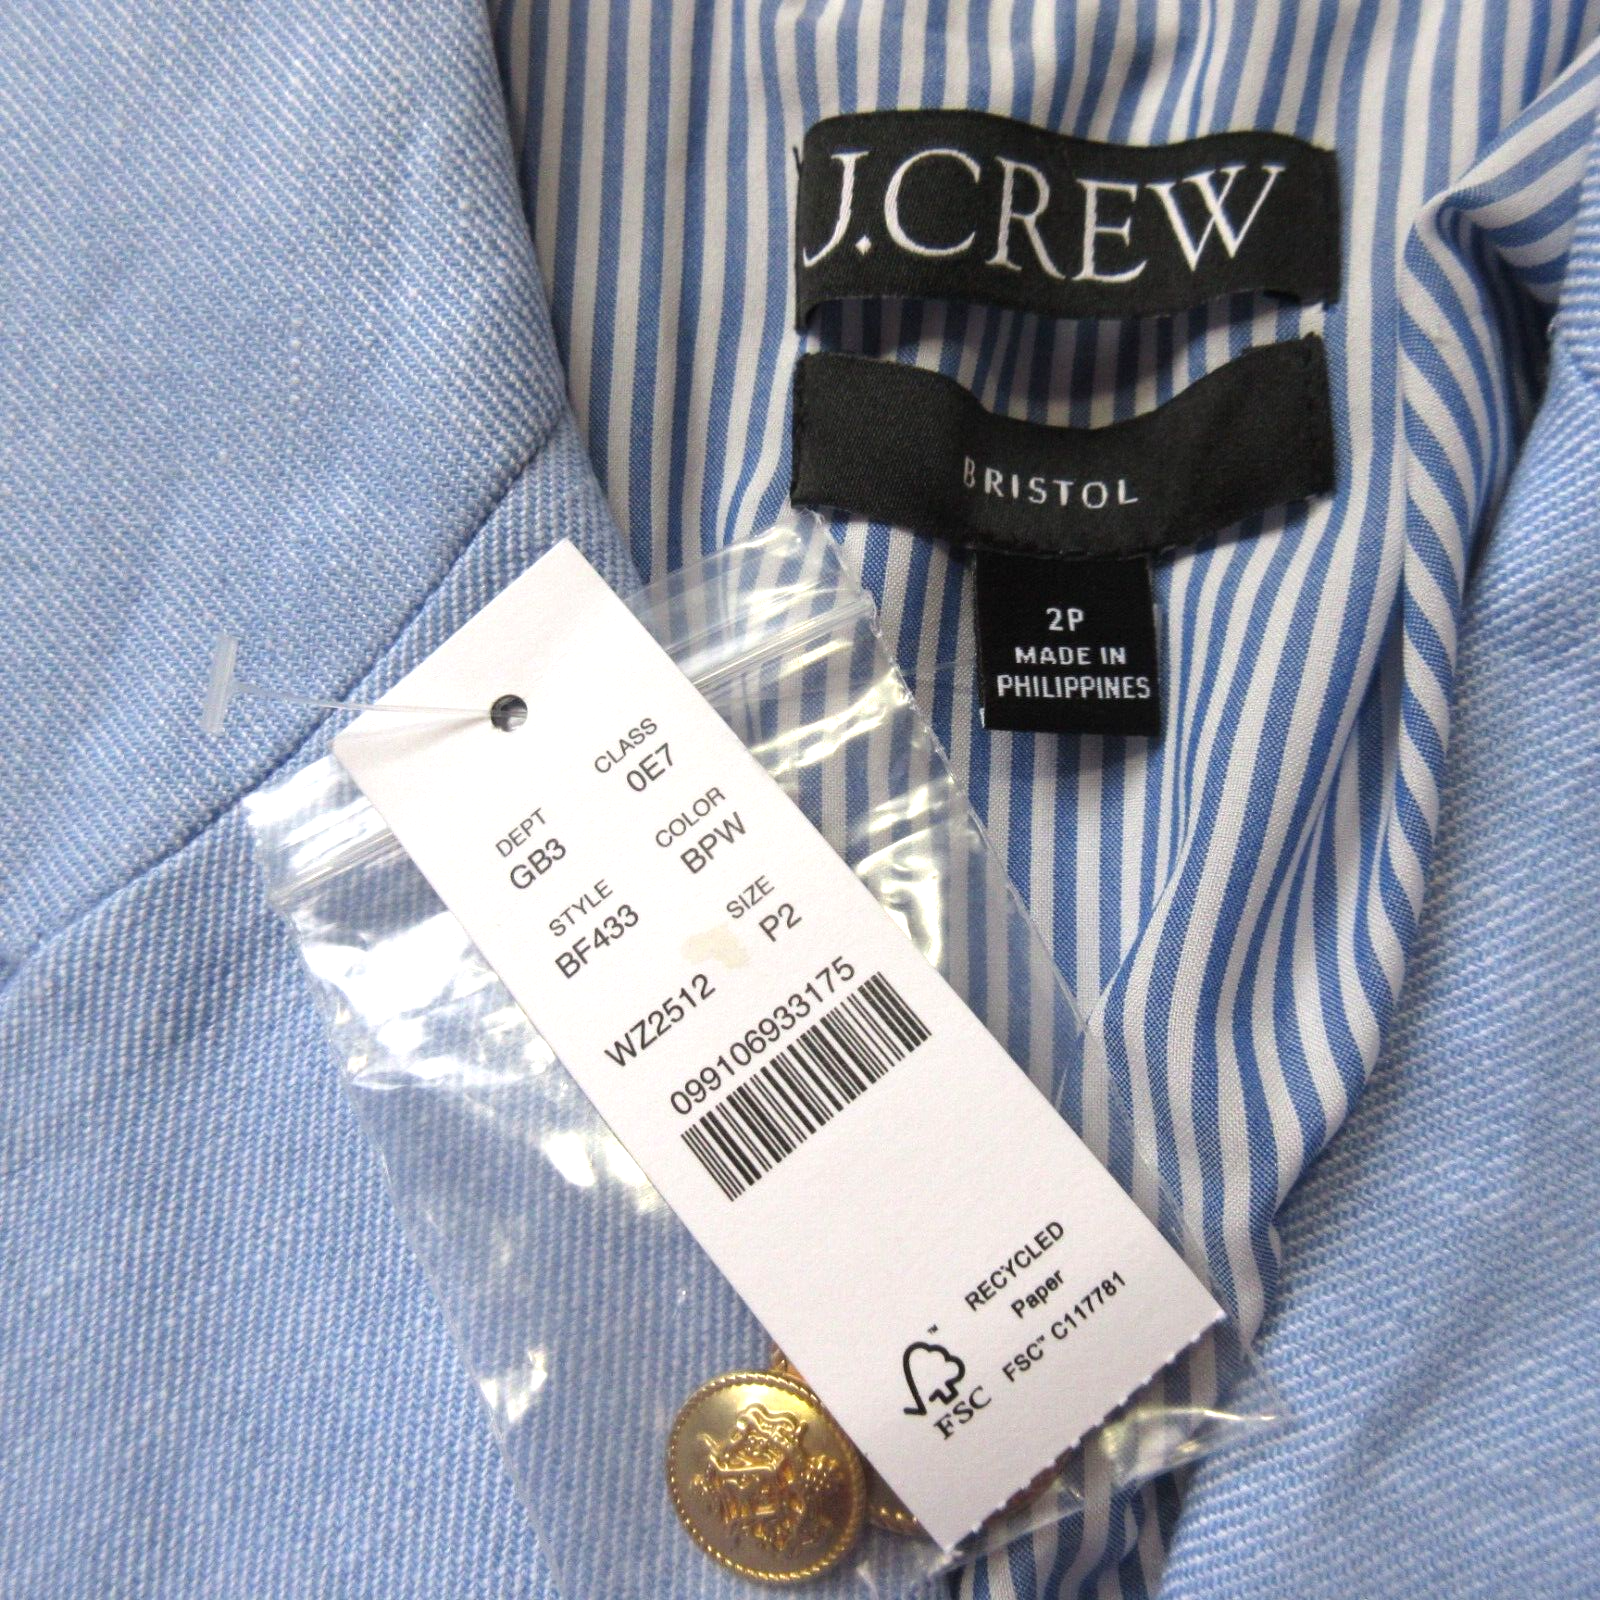 J.CREW
BRISTOL
2P
MADE IN
PHILIPPINES
DEPT CLASS
GB3 0E7
STYLE COLOR
BF433 BPW
SIZE
WZ2512 P2
099106933175
RECYCLED
Paper
FSC™ C117781
™
FSC